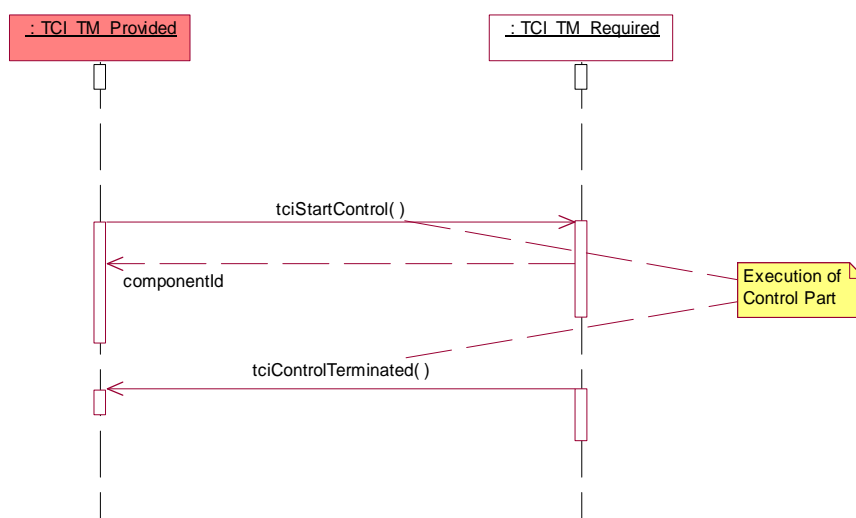 : TCI_TM_Provided
: TCI_TM_Required
tciStartControl( )
componentId
Execution of
Control Part
tciControlTerminated( )